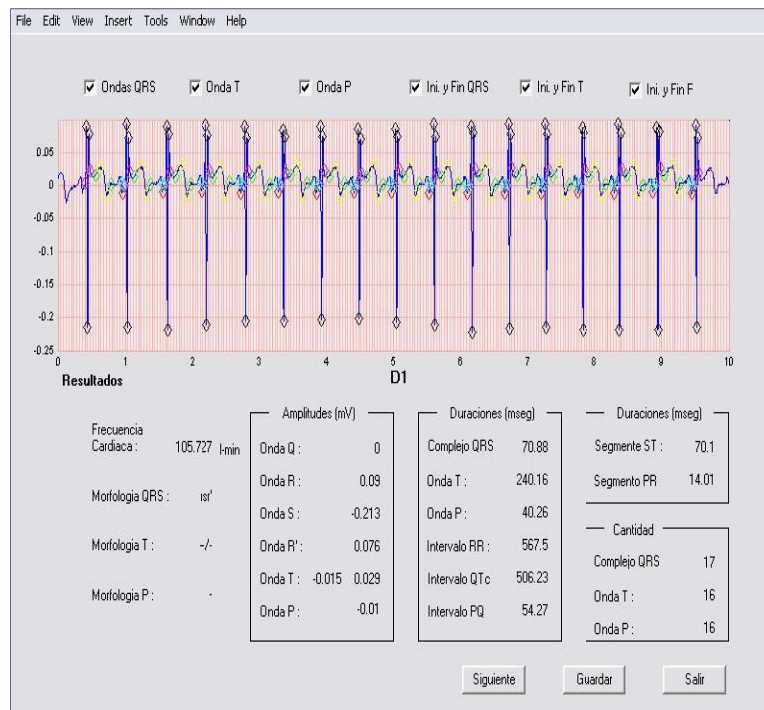 File Edit View Insert Tools Window Help
Ondas QRS Onda T Onda P Ini. y Fin QRS Ini. y Fin T Ini. y Fin F
0.05
0
-0.05
-0.1
-0.15
-0.2
-0.25
0 1 2 3 4 5 6 7 8 9 10
Resultados
D1
Frecuencia
Cardiaca : 105.727 l-min
Morfologia QRS : rsr'
Morfologia T : -/-
Morfologia P : -
Amplitudes (mV)
Onda Q : 0
Onda R : 0.09
Onda S : -0.213
Onda R' : 0.076
Onda T : -0.015 0.029
Onda P : -0.01
Duraciones (mseg)
Complejo QRS 70.88
Onda T : 240.16
Onda P : 40.26
Intervalo RR : 567.5
Intervalo QTc 506.23
Intervalo PQ 54.27
Duraciones (mseg)
Segmente ST : 70.1
Segmento PR 14.01
Cantidad
Complejo QRS 17
Onda T : 16
Onda P : 16
Siguiente Guardar Salir